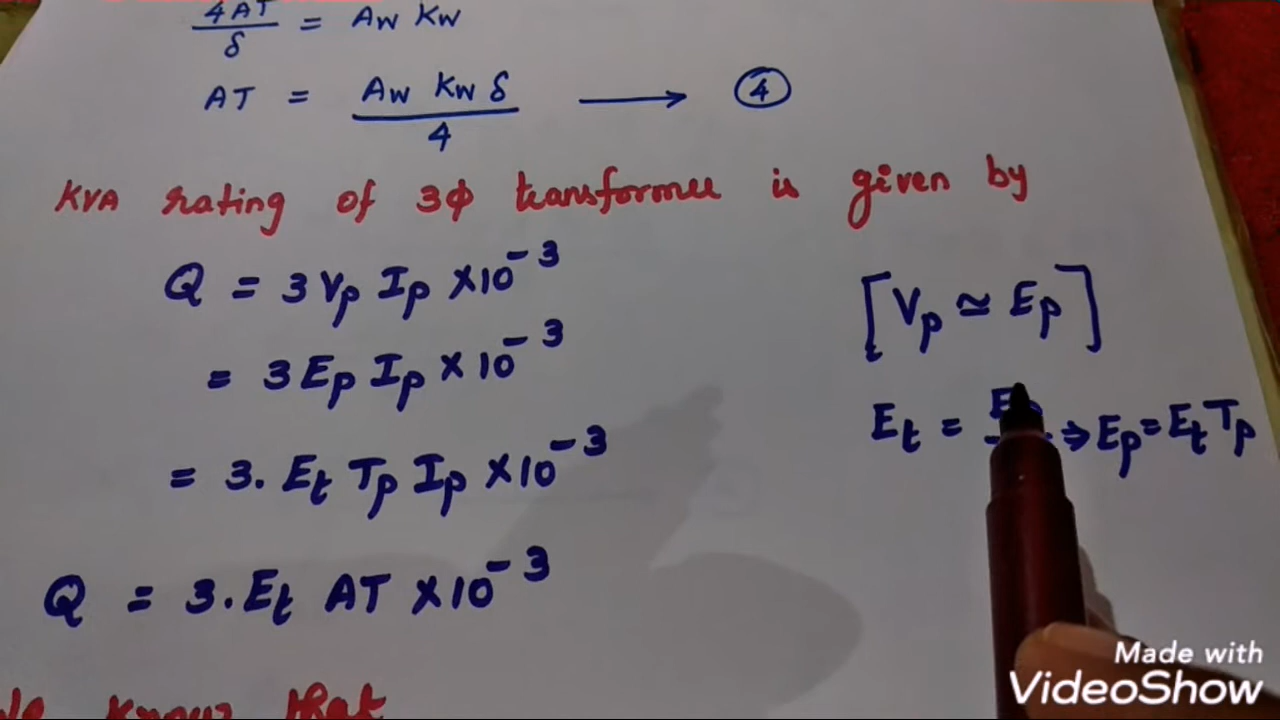 4AT/δ = Aw Kw
AT = Aw Kw δ / 4 → ④
KVA rating of 3φ transformer is given by
Q = 3 Vp Ip × 10⁻³
[Vp ≃ Ep]
= 3 Ep Ip × 10⁻³
Et = ⇒ Ep = Et Tp
= 3. Et Tp Ip × 10⁻³
Q = 3. Et AT × 10⁻³
know that
Made with
VideoShow